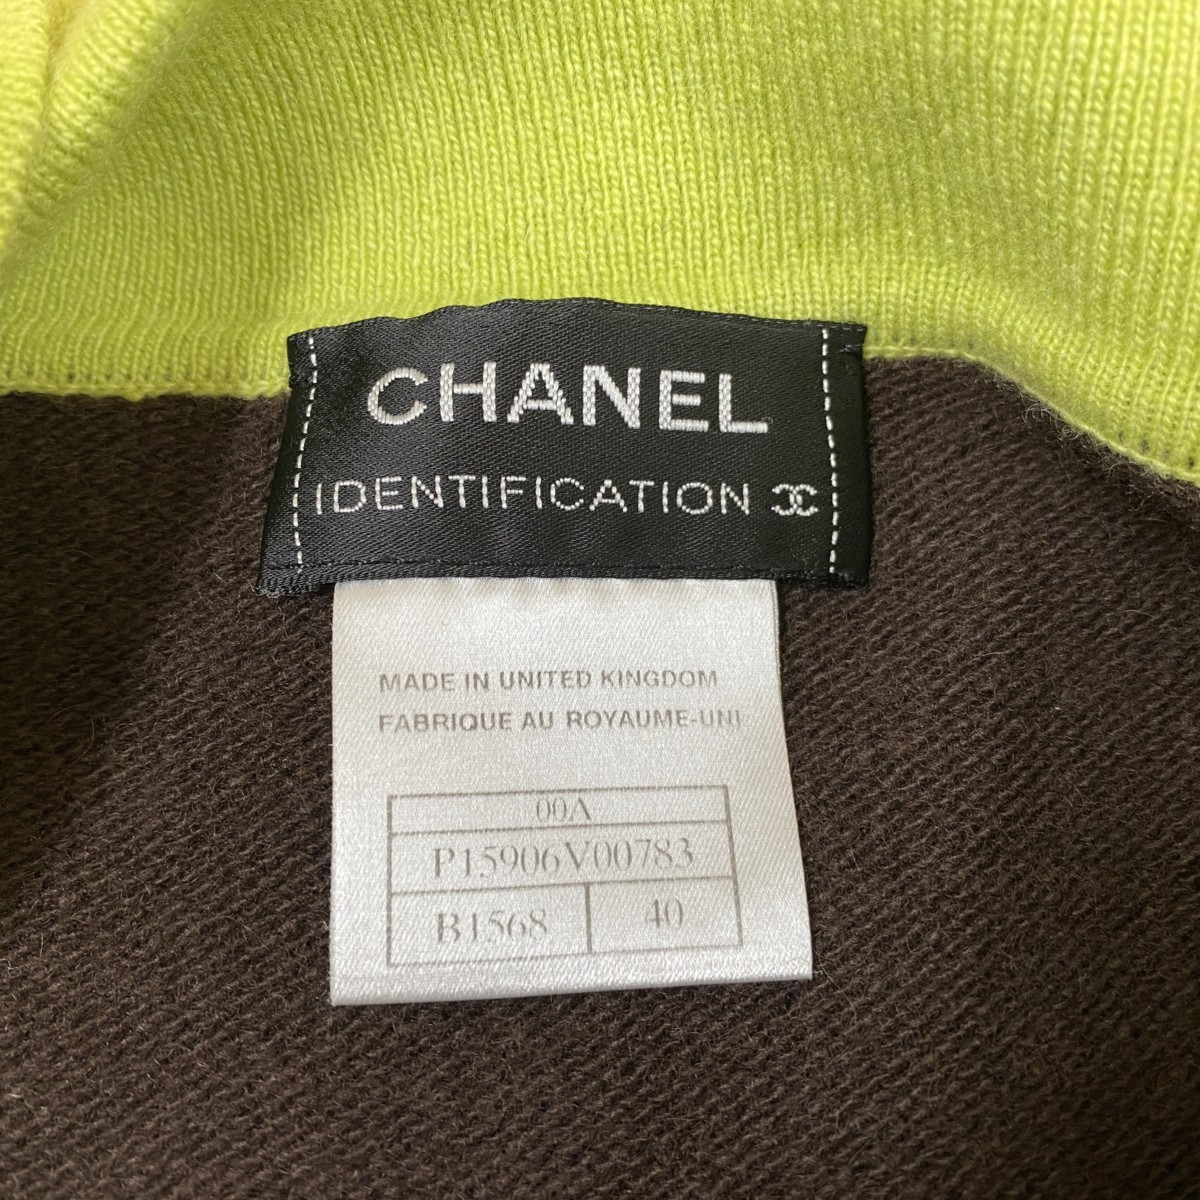 CHANEL
IDENTIFICATION
MADE IN UNITED KINGDOM
FABRIQUE AU ROYAUME-UNI
00A
P15906V00783
B1568 40